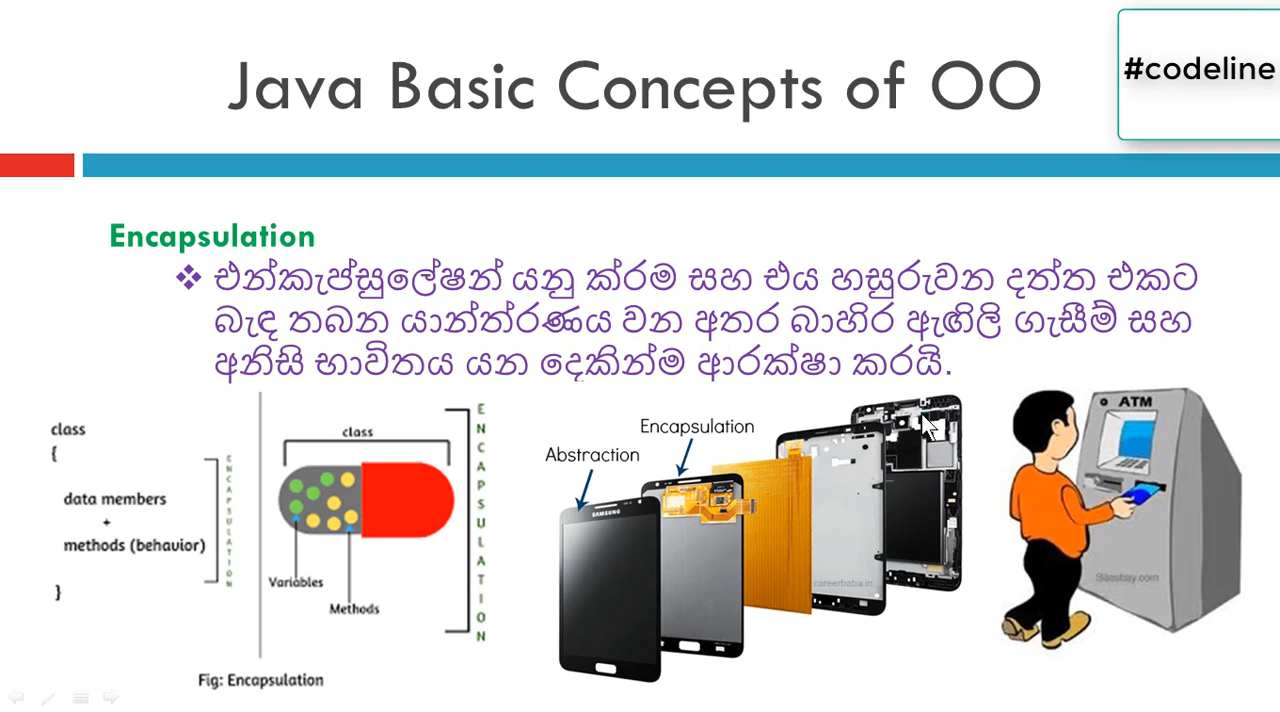 Java Basic Concepts of OO
#codeline
Encapsulation
❖ එන්කැප්සුලේෂන් යනු ක්රම සහ එය හසුරුවන දත්ත එකට
බැඳ තබන යාන්ත්රණය වන අතර බාහිර ඇඟිලි ගැසීම් සහ
අනිසි භාවිතය යන දෙකින්ම ආරක්ෂා කරයි.
class
{
data members
+
methods (behavior)
}
ENCAPSULATION
class
Variables
Methods
ENCAPSULATION
Fig: Encapsulation
Abstraction
Encapsulation
SAMSUNG
careerbaba.in
ATM
Sitesbay.com